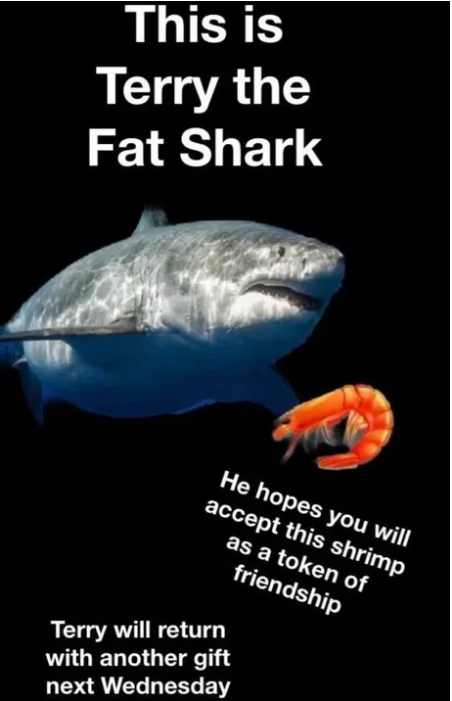 This is
Terry the
Fat Shark
He hopes you will
accept this shrimp
as a token of
friendship
Terry will return
with another gift
next Wednesday